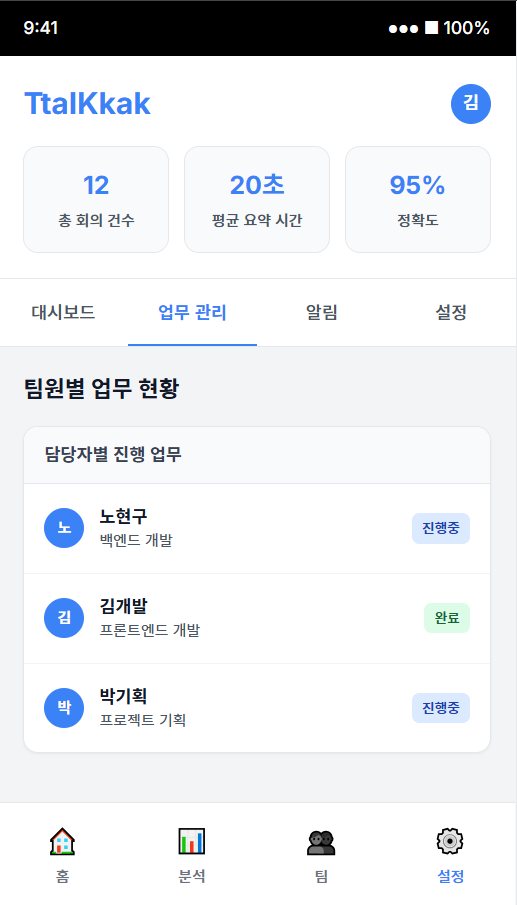 9:41 100%
TtalKkak 김
12 20초 95%
총 회의 건수 평균 요약 시간 정확도
대시보드 업무 관리 알림 설정
팀원별 업무 현황
담당자별 진행 업무
노 노현구 진행중
백엔드 개발
김 김개발 완료
프론트엔드 개발
박 박기획 진행중
프로젝트 기획
홈 분석 팀 설정